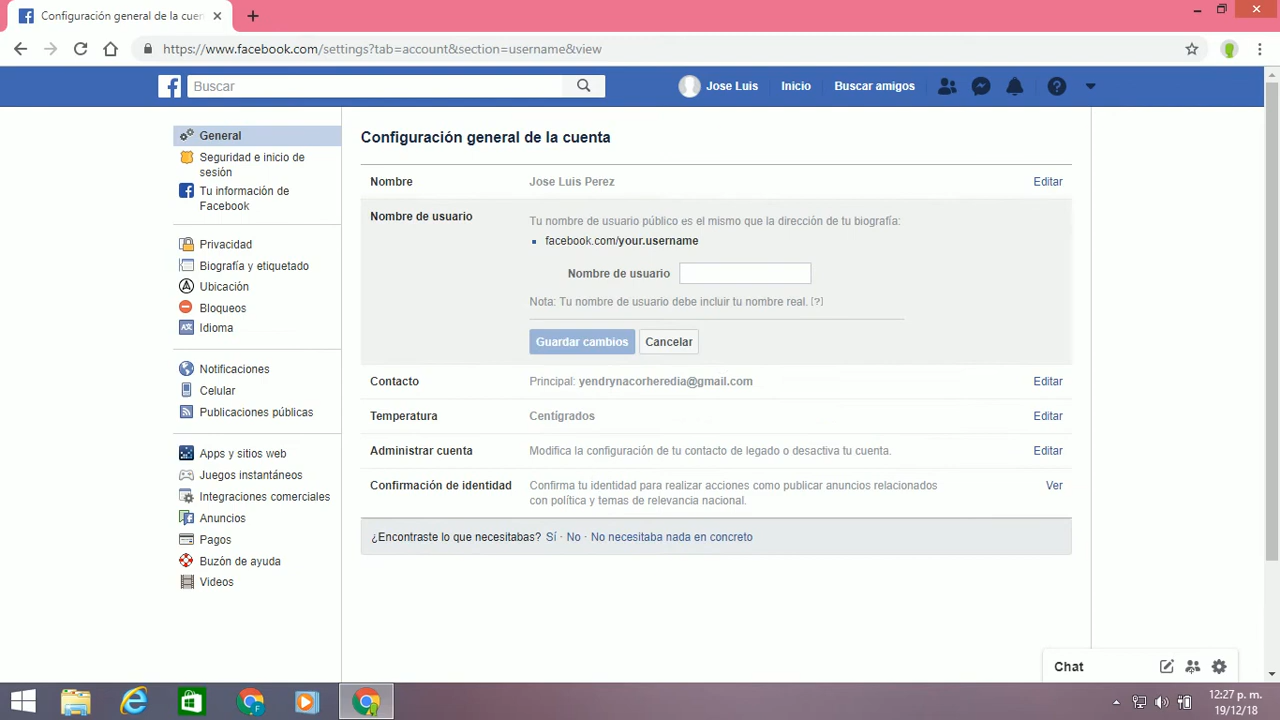 Configuración general de la cuen
https://www.facebook.com/settings?tab=account&section=username&view
Buscar
Jose Luis
Inicio
Buscar amigos
General
Seguridad e inicio de
sesión
Tu información de
Facebook
Privacidad
Biografía y etiquetado
Ubicación
Bloqueos
Idioma
Notificaciones
Celular
Publicaciones públicas
Apps y sitios web
Juegos instantáneos
Integraciones comerciales
Anuncios
Pagos
Buzón de ayuda
Videos
Configuración general de la cuenta
Nombre Jose Luis Perez Editar
Nombre de usuario Tu nombre de usuario público es el mismo que la dirección de tu biografía:
facebook.com/your.username
Nombre de usuario
Nota: Tu nombre de usuario debe incluir tu nombre real. [?]
Guardar cambios Cancelar
Contacto Principal: yendrynacorheredia@gmail.com Editar
Temperatura Centígrados Editar
Administrar cuenta Modifica la configuración de tu contacto de legado o desactiva tu cuenta. Editar
Confirmación de identidad Confirma tu identidad para realizar acciones como publicar anuncios relacionados Ver
con política y temas de relevancia nacional.
¿Encontraste lo que necesitabas? Sí · No · No necesitaba nada en concreto
Chat
12:27 p. m.
19/12/18